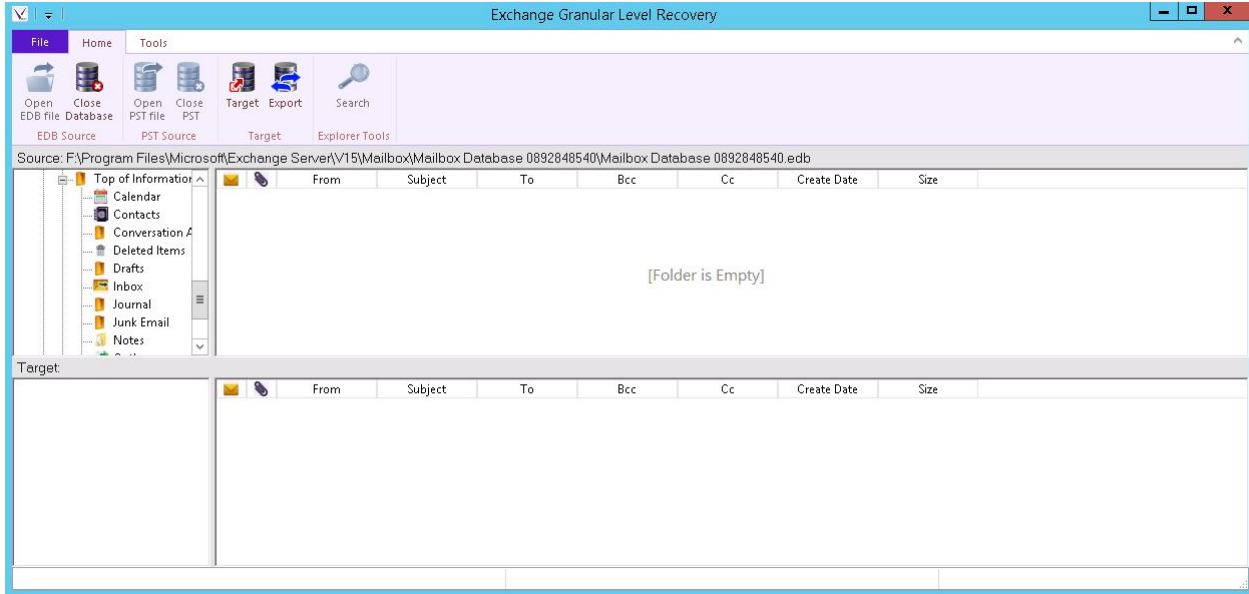 Exchange Granular Level Recovery
File Home Tools
Open EDB file Close Database Open PST file Close PST Target Export Search
EDB Source PST Source Target Explorer Tools
Source: F:\Program Files\Microsoft\Exchange Server\V15\Mailbox\Mailbox Database 0892848540\Mailbox Database 0892848540.edb
Top of Information
From Subject To Bcc Cc Create Date Size
Calendar
Contacts
Conversation A
Deleted Items
Drafts
[Folder is Empty]
Inbox
Journal
Junk Email
Notes
Target:
From Subject To Bcc Cc Create Date Size